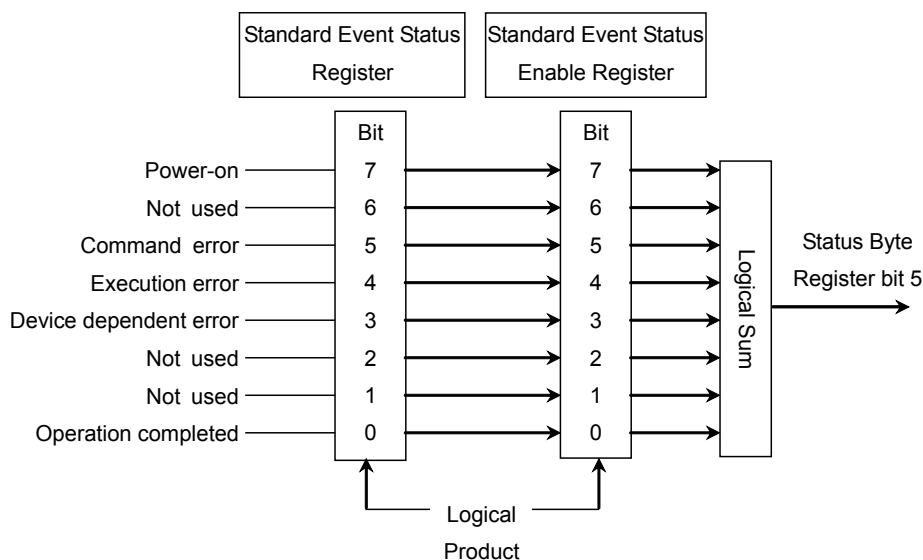 Standard Event Status
Register
Standard Event Status
Enable Register
Bit
Bit
Power-on
7
7
Not used
6
6
Command error
5
5
Execution error
4
4
Device dependent error
3
3
Not used
2
2
Not used
1
1
Operation completed
0
0
Logical Sum
Status Byte
Register bit 5
Logical
Product